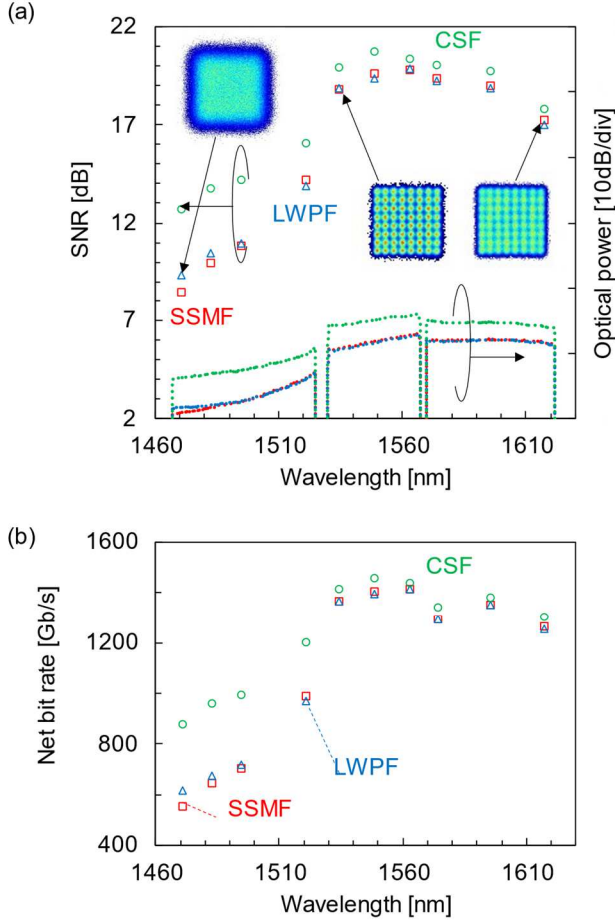 (a)
22
17
12
7
2
SNR [dB]
CSF
LWPF
SSMF
Optical power [10dB/div]
1460
1510
1560
1610
Wavelength [nm]
(b)
1600
1200
800
400
Net bit rate [Gb/s]
CSF
LWPF
SSMF
1460
1510
1560
1610
Wavelength [nm]